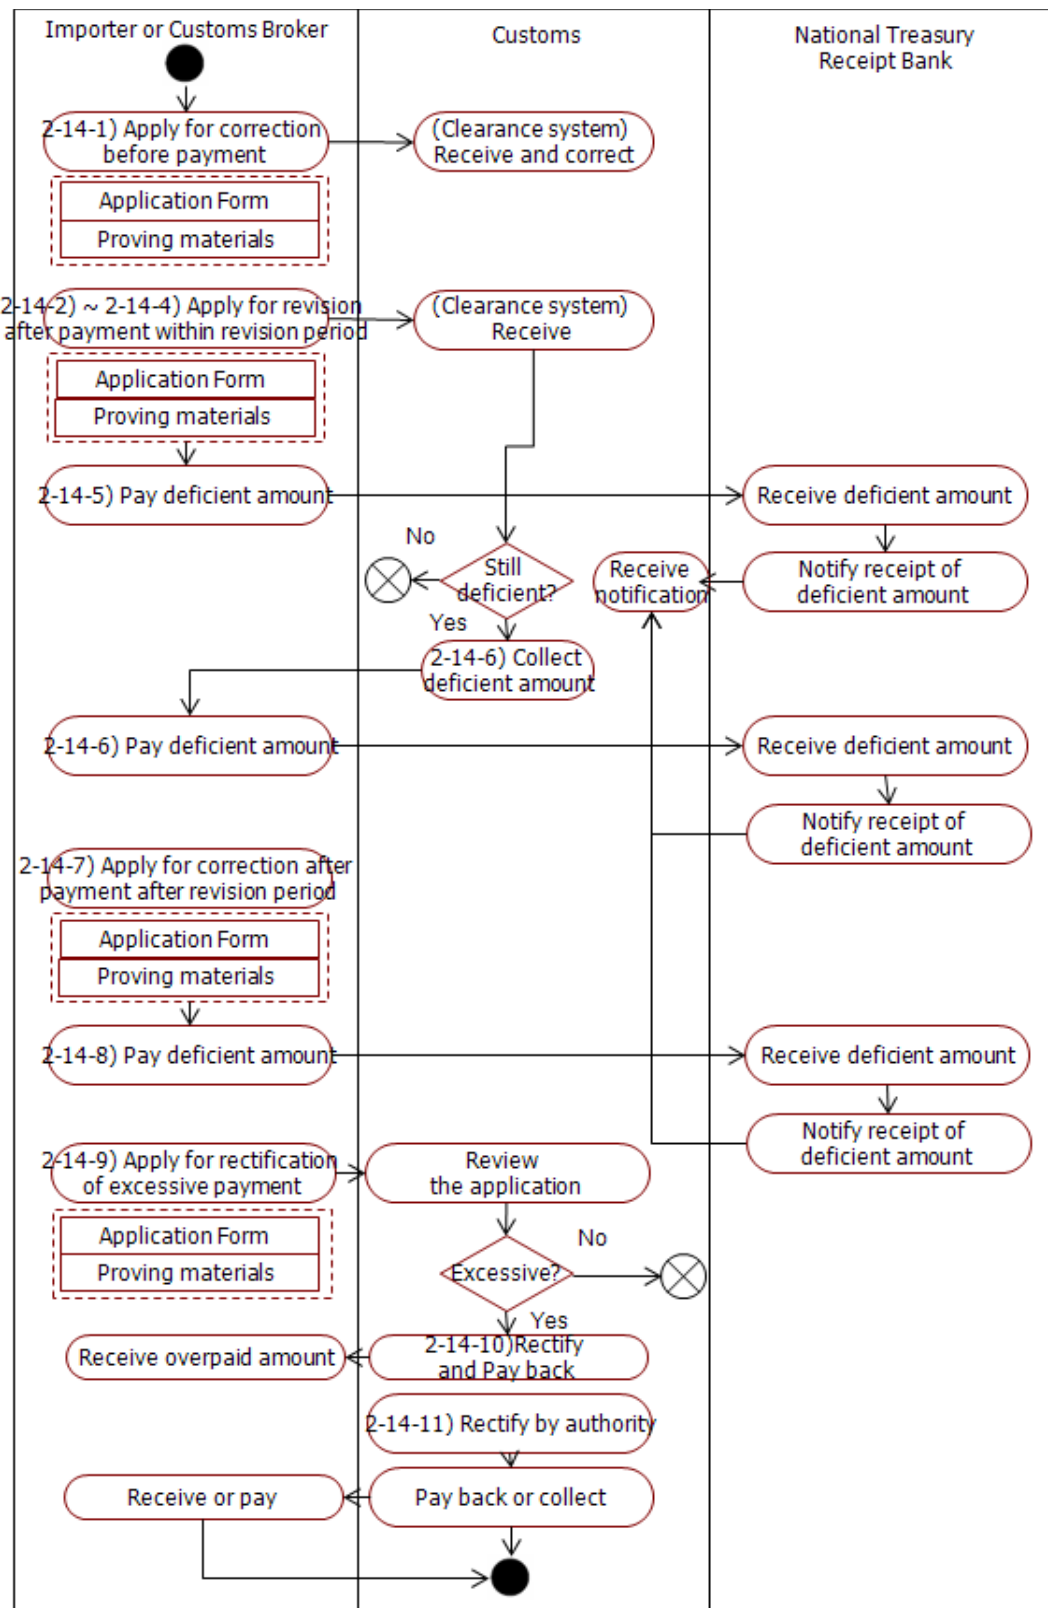 Importer or Customs Broker
Customs
National Treasury
Receipt Bank
2-14-1) Apply for correction
before payment
(Clearance system)
Receive and correct
Application Form
Proving materials
2-14-2) ~ 2-14-4) Apply for revision
after payment within revision period
(Clearance system)
Receive
Application Form
Proving materials
2-14-5) Pay deficient amount
Receive deficient amount
No
Still
deficient?
Receive
notification
Notify receipt of
deficient amount
Yes
2-14-6) Collect
deficient amount
2-14-6) Pay deficient amount
Receive deficient amount
Notify receipt of
deficient amount
2-14-7) Apply for correction after
payment after revision period
Application Form
Proving materials
2-14-8) Pay deficient amount
Receive deficient amount
Notify receipt of
deficient amount
2-14-9) Apply for rectification
of excessive payment
Review
the application
Application Form
Proving materials
No
Excessive?
Yes
2-14-10)Rectify
and Pay back
Receive overpaid amount
2-14-11) Rectify by authority
Receive or pay
Pay back or collect